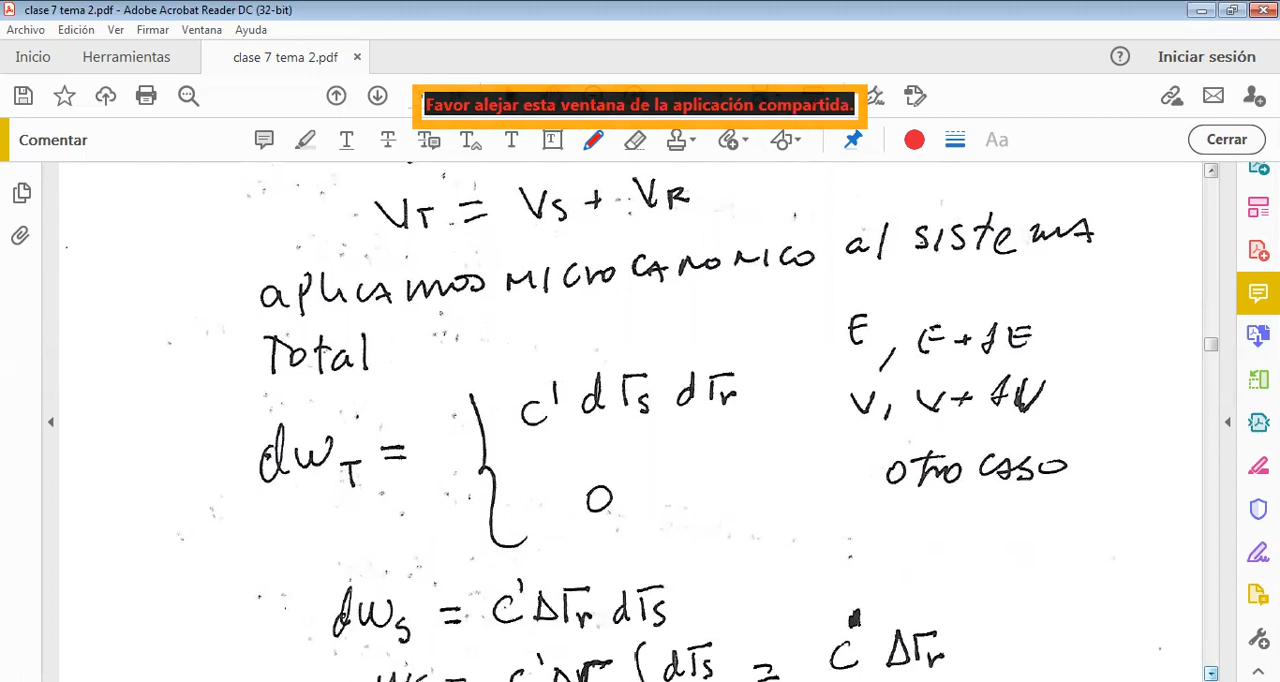 clase 7 tema 2.pdf - Adobe Acrobat Reader DC (32-bit)
Archivo Edición Ver Firmar Ventana Ayuda
Inicio Herramientas clase 7 tema 2.pdf × Iniciar sesión
Favor alejar esta ventana de la aplicación compartida.
Comentar Aa Cerrar
VT = VS + VR
aplicamos microcanonico al sistema
Total
E, E+δE
C' dΓs dΓr V, V+δV
dwT =
0 otro caso
dws = C' ΔΓr dΓs